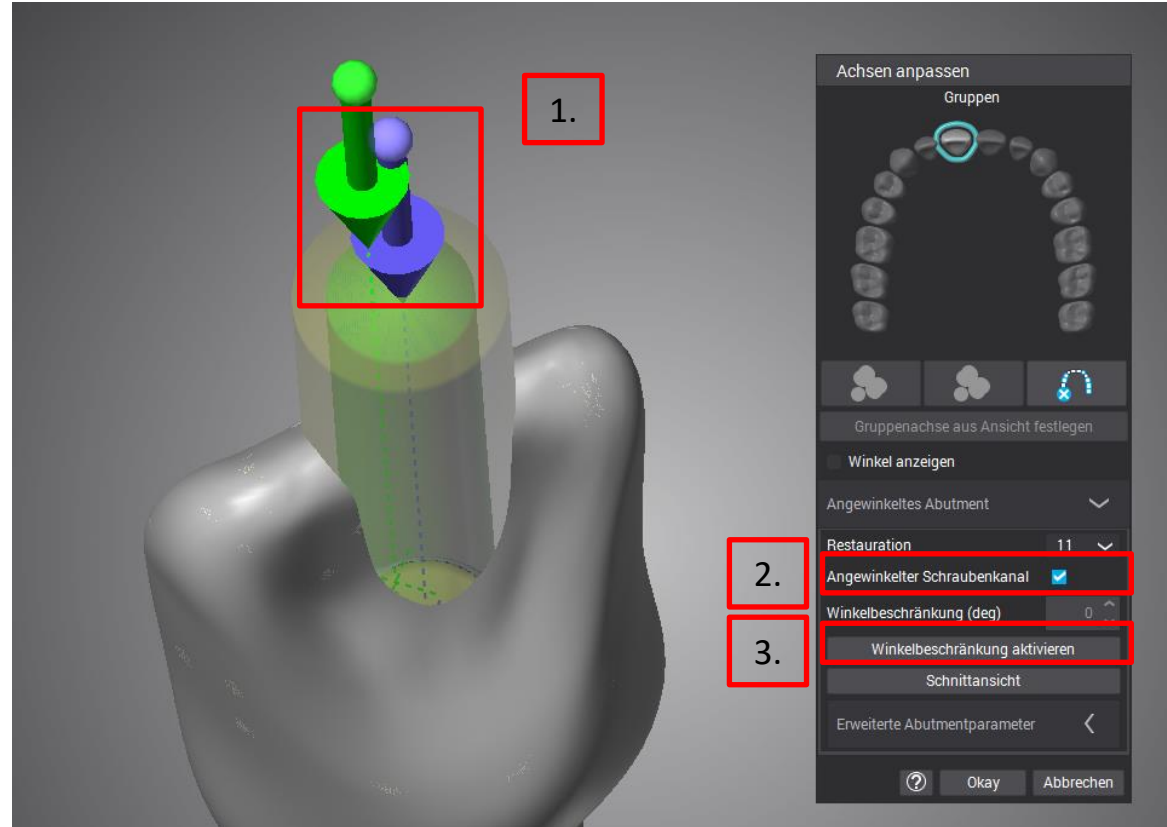 1.
Achsen anpassen
Gruppen
Gruppenachse aus Ansicht festlegen
Winkel anzeigen
Angewinkeltes Abutment
Restauration 11
2.
Angewinkelter Schraubenkanal
Winkelbeschränkung (deg) 0
3.
Winkelbeschränkung aktivieren
Schnittansicht
Erweiterte Abutmentparameter
? Okay Abbrechen